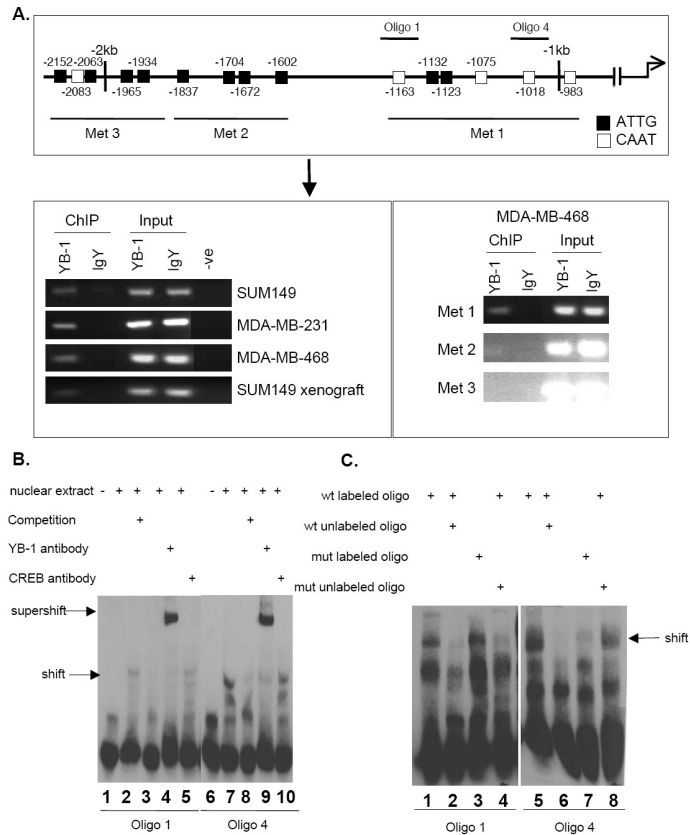 A.
Oligo 1 Oligo 4
-2152 -2063 -2kb -1934 -1704 -1602 -1132 -1075 -1kb
-2083 -1965 -1837 -1672 -1163 -1123 -1018 -983
Met 3 Met 2 Met 1
ATTG
CAAT
ChIP Input
YB-1 IgY YB-1 IgY -ve
SUM149
MDA-MB-231
MDA-MB-468
SUM149 xenograft
MDA-MB-468
ChIP Input
YB-1 IgY YB-1 IgY
Met 1
Met 2
Met 3
B.
nuclear extract - + + + + - + + + +
Competition + +
YB-1 antibody + +
CREB antibody + +
supershift
shift
1 2 3 4 5 6 7 8 9 10
Oligo 1 Oligo 4
C.
wt labeled oligo + + + + + +
wt unlabeled oligo + +
mut labeled oligo + +
mut unlabeled oligo + +
shift
1 2 3 4 5 6 7 8
Oligo 1 Oligo 4